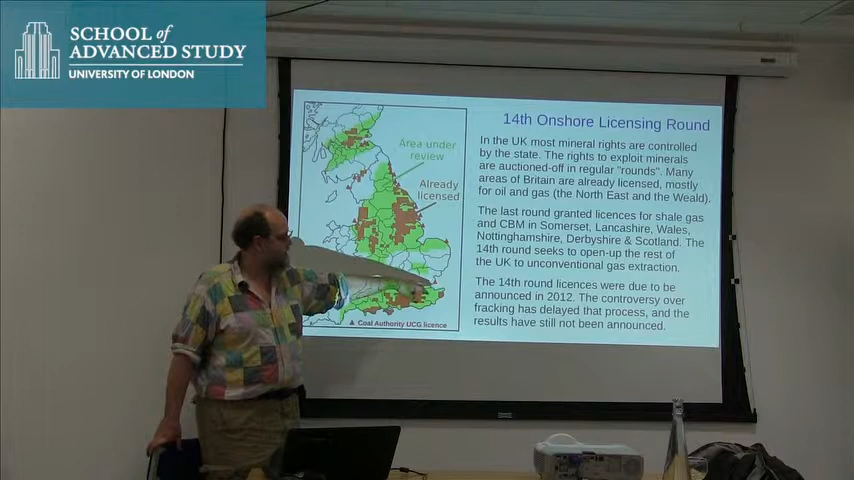 SCHOOL of
ADVANCED STUDY
UNIVERSITY OF LONDON
14th Onshore Licensing Round
Area under
review
Already
licensed
▲ Coal Authority UCG licence
In the UK most mineral rights are controlled
by the state. The rights to exploit minerals
are auctioned-off in regular "rounds". Many
areas of Britain are already licensed, mostly
for oil and gas (the North East and the Weald).
The last round granted licences for shale gas
and CBM in Somerset, Lancashire, Wales,
Nottinghamshire, Derbyshire & Scotland. The
14th round seeks to open-up the rest of
the UK to unconventional gas extraction.
The 14th round licences were due to be
announced in 2012. The controversy over
fracking has delayed that process, and the
results have still not been announced.